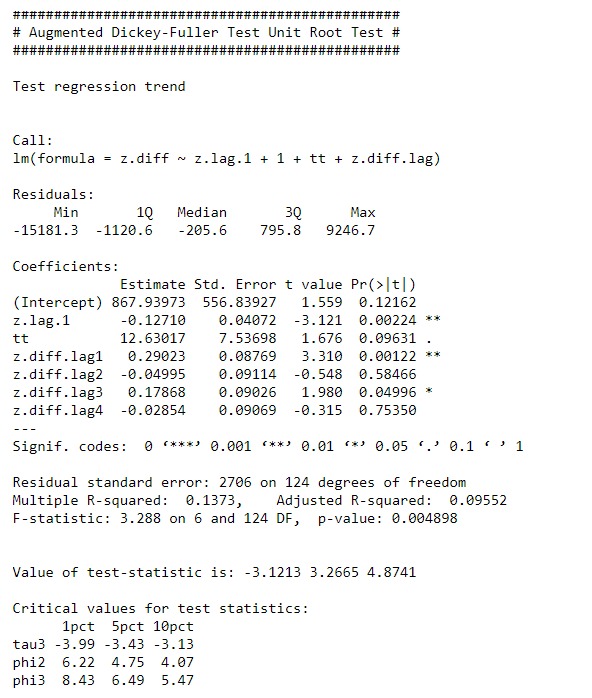 ###############################################
# Augmented Dickey-Fuller Test Unit Root Test #
###############################################
Test regression trend
Call:
lm(formula = z.diff ~ z.lag.1 + 1 + tt + z.diff.lag)
Residuals:
     Min       1Q   Median       3Q      Max
-15181.3  -1120.6   -205.6    795.8   9246.7
Coefficients:
             Estimate Std. Error t value Pr(>|t|)
(Intercept) 867.93973  556.83927   1.559  0.12162
z.lag.1      -0.12710    0.04072  -3.121  0.00224 **
tt           12.63017    7.53698   1.676  0.09631 .
z.diff.lag1   0.29023    0.08769   3.310  0.00122 **
z.diff.lag2  -0.04995    0.09114  -0.548  0.58466
z.diff.lag3   0.17868    0.09026   1.980  0.04996 *
z.diff.lag4  -0.02854    0.09069  -0.315  0.75350
---
Signif. codes:  0 ‘***’ 0.001 ‘**’ 0.01 ‘*’ 0.05 ‘.’ 0.1 ‘ ’ 1
Residual standard error: 2706 on 124 degrees of freedom
Multiple R-squared:  0.1373,    Adjusted R-squared:  0.09552
F-statistic: 3.288 on 6 and 124 DF,  p-value: 0.004898
Value of test-statistic is: -3.1213 3.2665 4.8741
Critical values for test statistics:
      1pct  5pct 10pct
tau3 -3.99 -3.43 -3.13
phi2  6.22  4.75  4.07
phi3  8.43  6.49  5.47